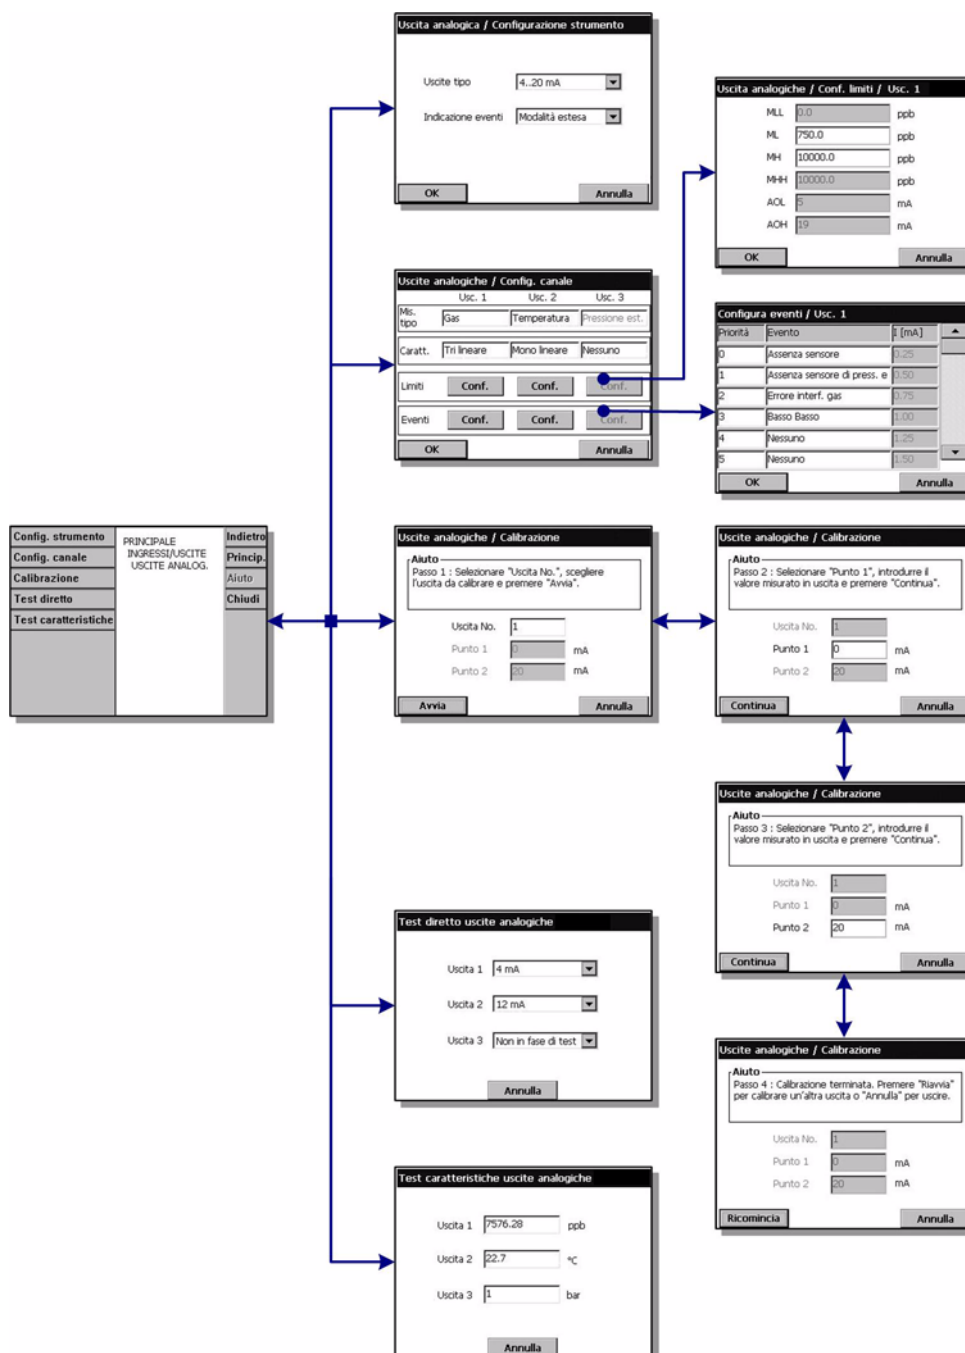 Uscita analogica / Configurazione strumento
Uscite tipo 4..20 mA
Indicazione eventi Modalità estesa
OK Annulla
Uscita analogiche / Conf. limiti / Usc. 1
MLL 0.0 ppb
ML 750.0 ppb
MH 10000.0 ppb
MHH 10000.0 ppb
AOL 5 mA
AOH 19 mA
OK Annulla
Uscite analogiche / Config. canale
Usc. 1 Usc. 2 Usc. 3
Mis. tipo Gas Temperatura Pressione est.
Caratt. Tri lineare Mono lineare Nessuno
Limiti Conf. Conf. Conf.
Eventi Conf. Conf. Conf.
OK Annulla
Configura eventi / Usc. 1
Priorità Evento I [mA]
0 Assenza sensore 0.25
1 Assenza sensore di press. e 0.50
2 Errore interf. gas 0.75
3 Basso Basso 1.00
4 Nessuno 1.25
5 Nessuno 1.50
OK Annulla
Config. strumento
Config. canale
Calibrazione
Test diretto
Test caratteristiche
PRINCIPALE
INGRESSI/USCITE
USCITE ANALOG.
Indietro
Princip.
Aiuto
Chiudi
Uscite analogiche / Calibrazione
Aiuto
Passo 1 : Selezionare "Uscita No.", scegliere
l'uscita da calibrare e premere "Avvia".
Uscita No. 1
Punto 1 0 mA
Punto 2 20 mA
Avvia Annulla
Uscite analogiche / Calibrazione
Aiuto
Passo 2 : Selezionare "Punto 1", introdurre il
valore misurato in uscita e premere "Continua".
Uscita No. 1
Punto 1 0 mA
Punto 2 20 mA
Continua Annulla
Uscite analogiche / Calibrazione
Aiuto
Passo 3 : Selezionare "Punto 2", introdurre il
valore misurato in uscita e premere "Continua".
Uscita No. 1
Punto 1 0 mA
Punto 2 20 mA
Continua Annulla
Test diretto uscite analogiche
Uscita 1 4 mA
Uscita 2 12 mA
Uscita 3 Non in fase di test
Annulla
Uscite analogiche / Calibrazione
Aiuto
Passo 4 : Calibrazione terminata. Premere "Riavvia"
per calibrare un'altra uscita o "Annulla" per uscire.
Uscita No. 1
Punto 1 0 mA
Punto 2 20 mA
Ricomincia Annulla
Test caratteristiche uscite analogiche
Uscita 1 7576.28 ppb
Uscita 2 22.7 °C
Uscita 3 1 bar
Annulla